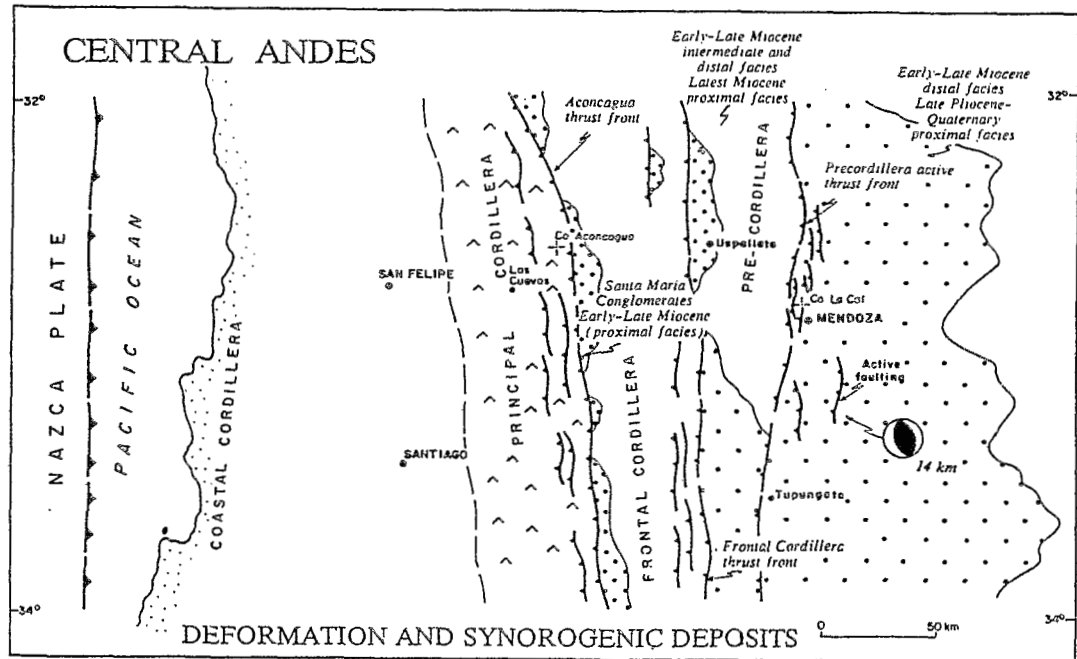 CENTRAL ANDES
32°
32°
Early-Late Miocene
intermediate and
distal facies
Latest Miocene
proximal facies
Early-Late Miocene
distal facies
Late Pliocene-
Quaternary
proximal facies
Aconcagua
thrust front
Precordillera active
thrust front
NAZCA PLATE
PACIFIC OCEAN
COASTAL CORDILLERA
PRINCIPAL CORDILLERA
FRONTAL CORDILLERA
PRE-CORDILLERA
Co Aconcagua
Uspallata
SAN FELIPE
Las
Cuevas
Santa Maria
Conglomerates
Early-Late Miocene
(proximal facies)
Co La Cal
MENDOZA
Active
faulting
SANTIAGO
14 km
Tupungato
Frontal Cordillera
thrust front
34°
34°
DEFORMATION AND SYNOROGENIC DEPOSITS
0 50 km